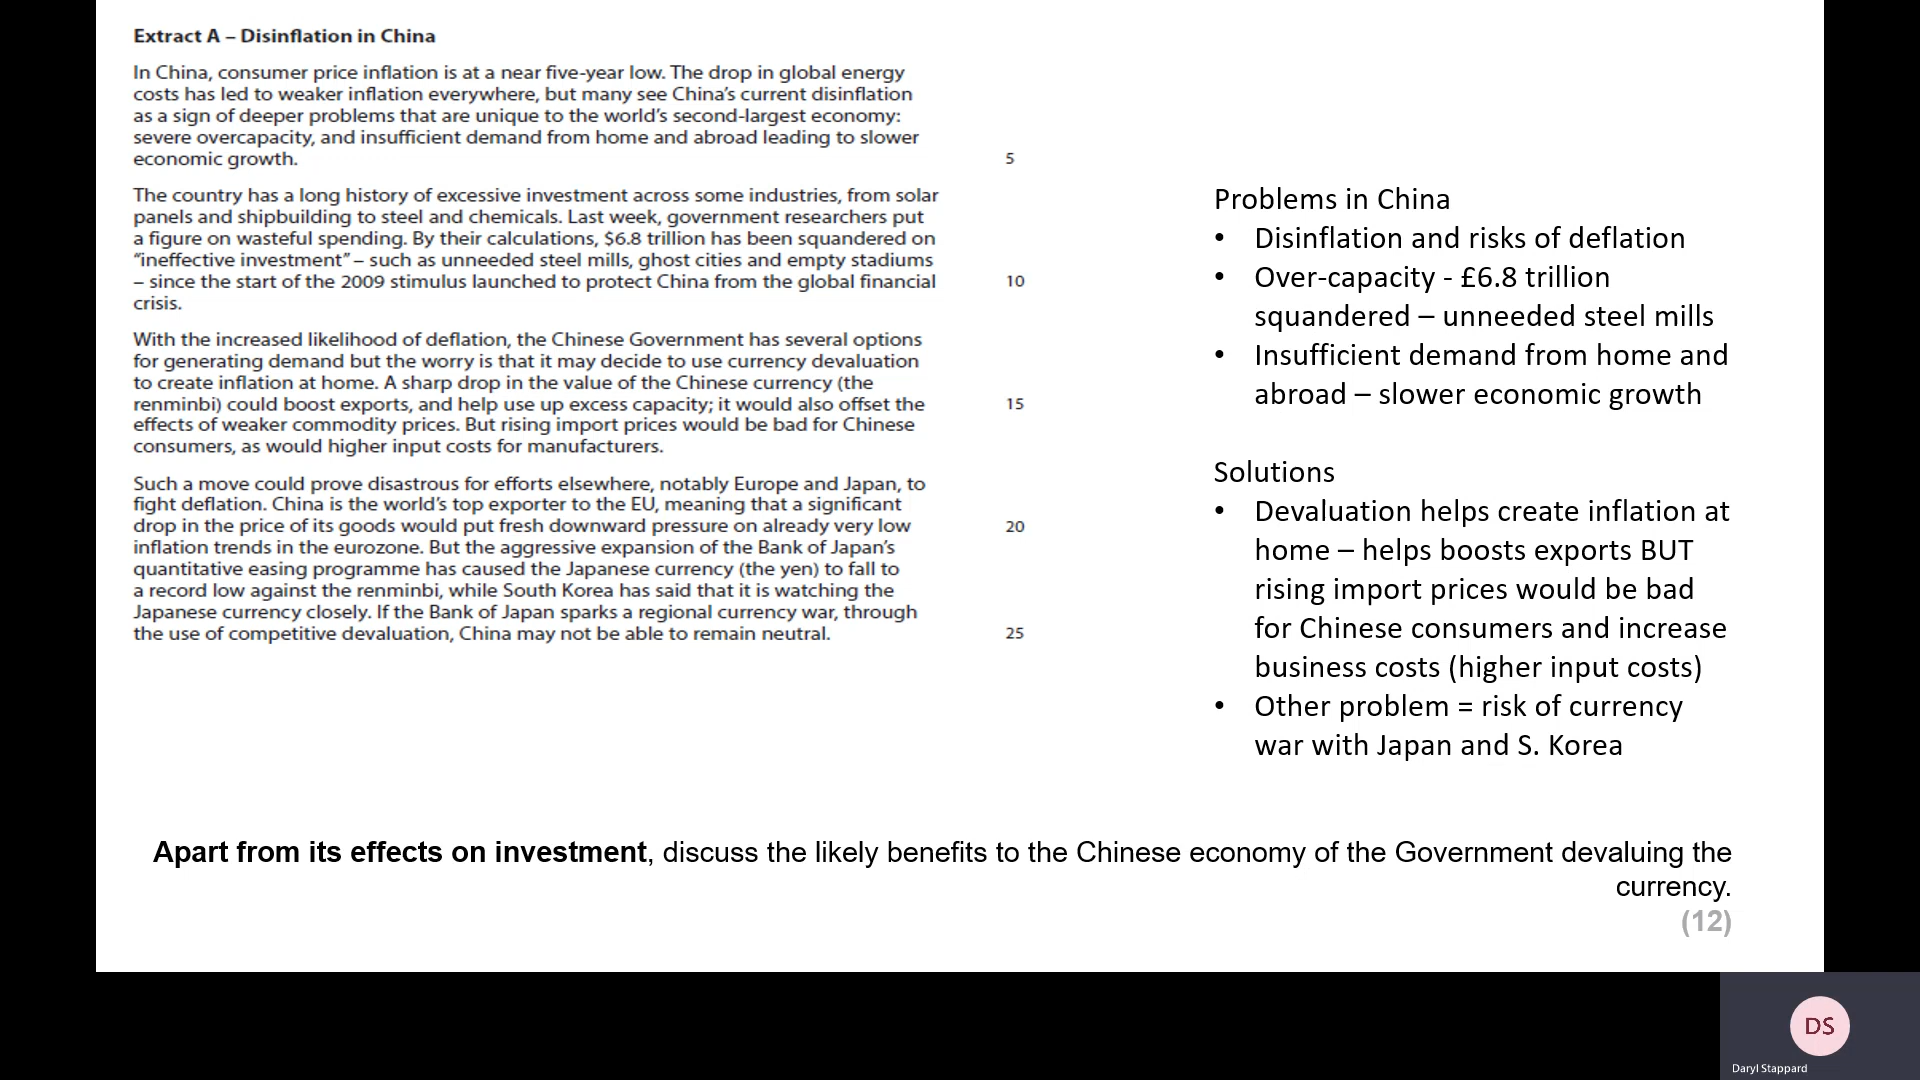 Extract A – Disinflation in China
In China, consumer price inflation is at a near five-year low. The drop in global energy
costs has led to weaker inflation everywhere, but many see China's current disinflation
as a sign of deeper problems that are unique to the world's second-largest economy:
severe overcapacity, and insufficient demand from home and abroad leading to slower
economic growth. 5
The country has a long history of excessive investment across some industries, from solar
panels and shipbuilding to steel and chemicals. Last week, government researchers put
a figure on wasteful spending. By their calculations, $6.8 trillion has been squandered on
“ineffective investment” – such as unneeded steel mills, ghost cities and empty stadiums
– since the start of the 2009 stimulus launched to protect China from the global financial 10
crisis.
With the increased likelihood of deflation, the Chinese Government has several options
for generating demand but the worry is that it may decide to use currency devaluation
to create inflation at home. A sharp drop in the value of the Chinese currency (the
renminbi) could boost exports, and help use up excess capacity; it would also offset the 15
effects of weaker commodity prices. But rising import prices would be bad for Chinese
consumers, as would higher input costs for manufacturers.
Such a move could prove disastrous for efforts elsewhere, notably Europe and Japan, to
fight deflation. China is the world's top exporter to the EU, meaning that a significant
drop in the price of its goods would put fresh downward pressure on already very low 20
inflation trends in the eurozone. But the aggressive expansion of the Bank of Japan's
quantitative easing programme has caused the Japanese currency (the yen) to fall to
a record low against the renminbi, while South Korea has said that it is watching the
Japanese currency closely. If the Bank of Japan sparks a regional currency war, through
the use of competitive devaluation, China may not be able to remain neutral. 25
Problems in China
• Disinflation and risks of deflation
• Over-capacity - £6.8 trillion
squandered – unneeded steel mills
• Insufficient demand from home and
abroad – slower economic growth
Solutions
• Devaluation helps create inflation at
home – helps boosts exports BUT
rising import prices would be bad
for Chinese consumers and increase
business costs (higher input costs)
• Other problem = risk of currency
war with Japan and S. Korea
Apart from its effects on investment, discuss the likely benefits to the Chinese economy of the Government devaluing the
currency.
(12)
DS
Daryl Stappard